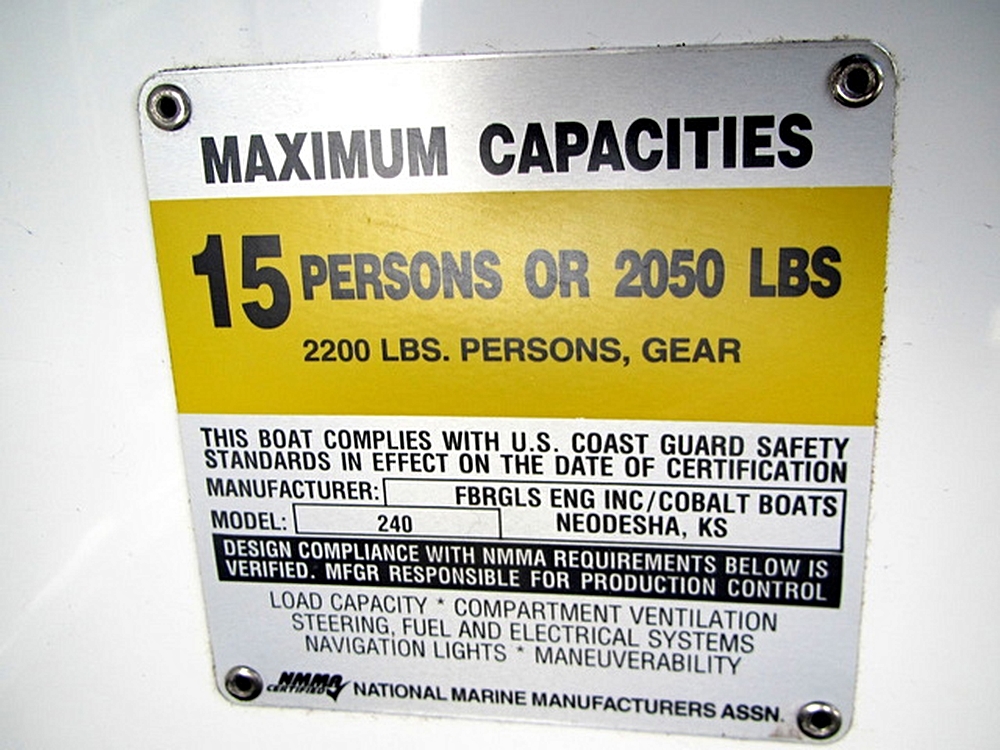 MAXIMUM CAPACITIES
15 PERSONS OR 2050 LBS
2200 LBS. PERSONS, GEAR
THIS BOAT COMPLIES WITH U.S. COAST GUARD SAFETY
STANDARDS IN EFFECT ON THE DATE OF CERTIFICATION
MANUFACTURER: FBRGLS ENG INC/COBALT BOATS
MODEL: 240 NEODESHA, KS
DESIGN COMPLIANCE WITH NMMA REQUIREMENTS BELOW IS
VERIFIED. MFGR RESPONSIBLE FOR PRODUCTION CONTROL
LOAD CAPACITY * COMPARTMENT VENTILATION
STEERING, FUEL AND ELECTRICAL SYSTEMS
NAVIGATION LIGHTS * MANEUVERABILITY
NMMA
CERTIFIED NATIONAL MARINE MANUFACTURERS ASSN.